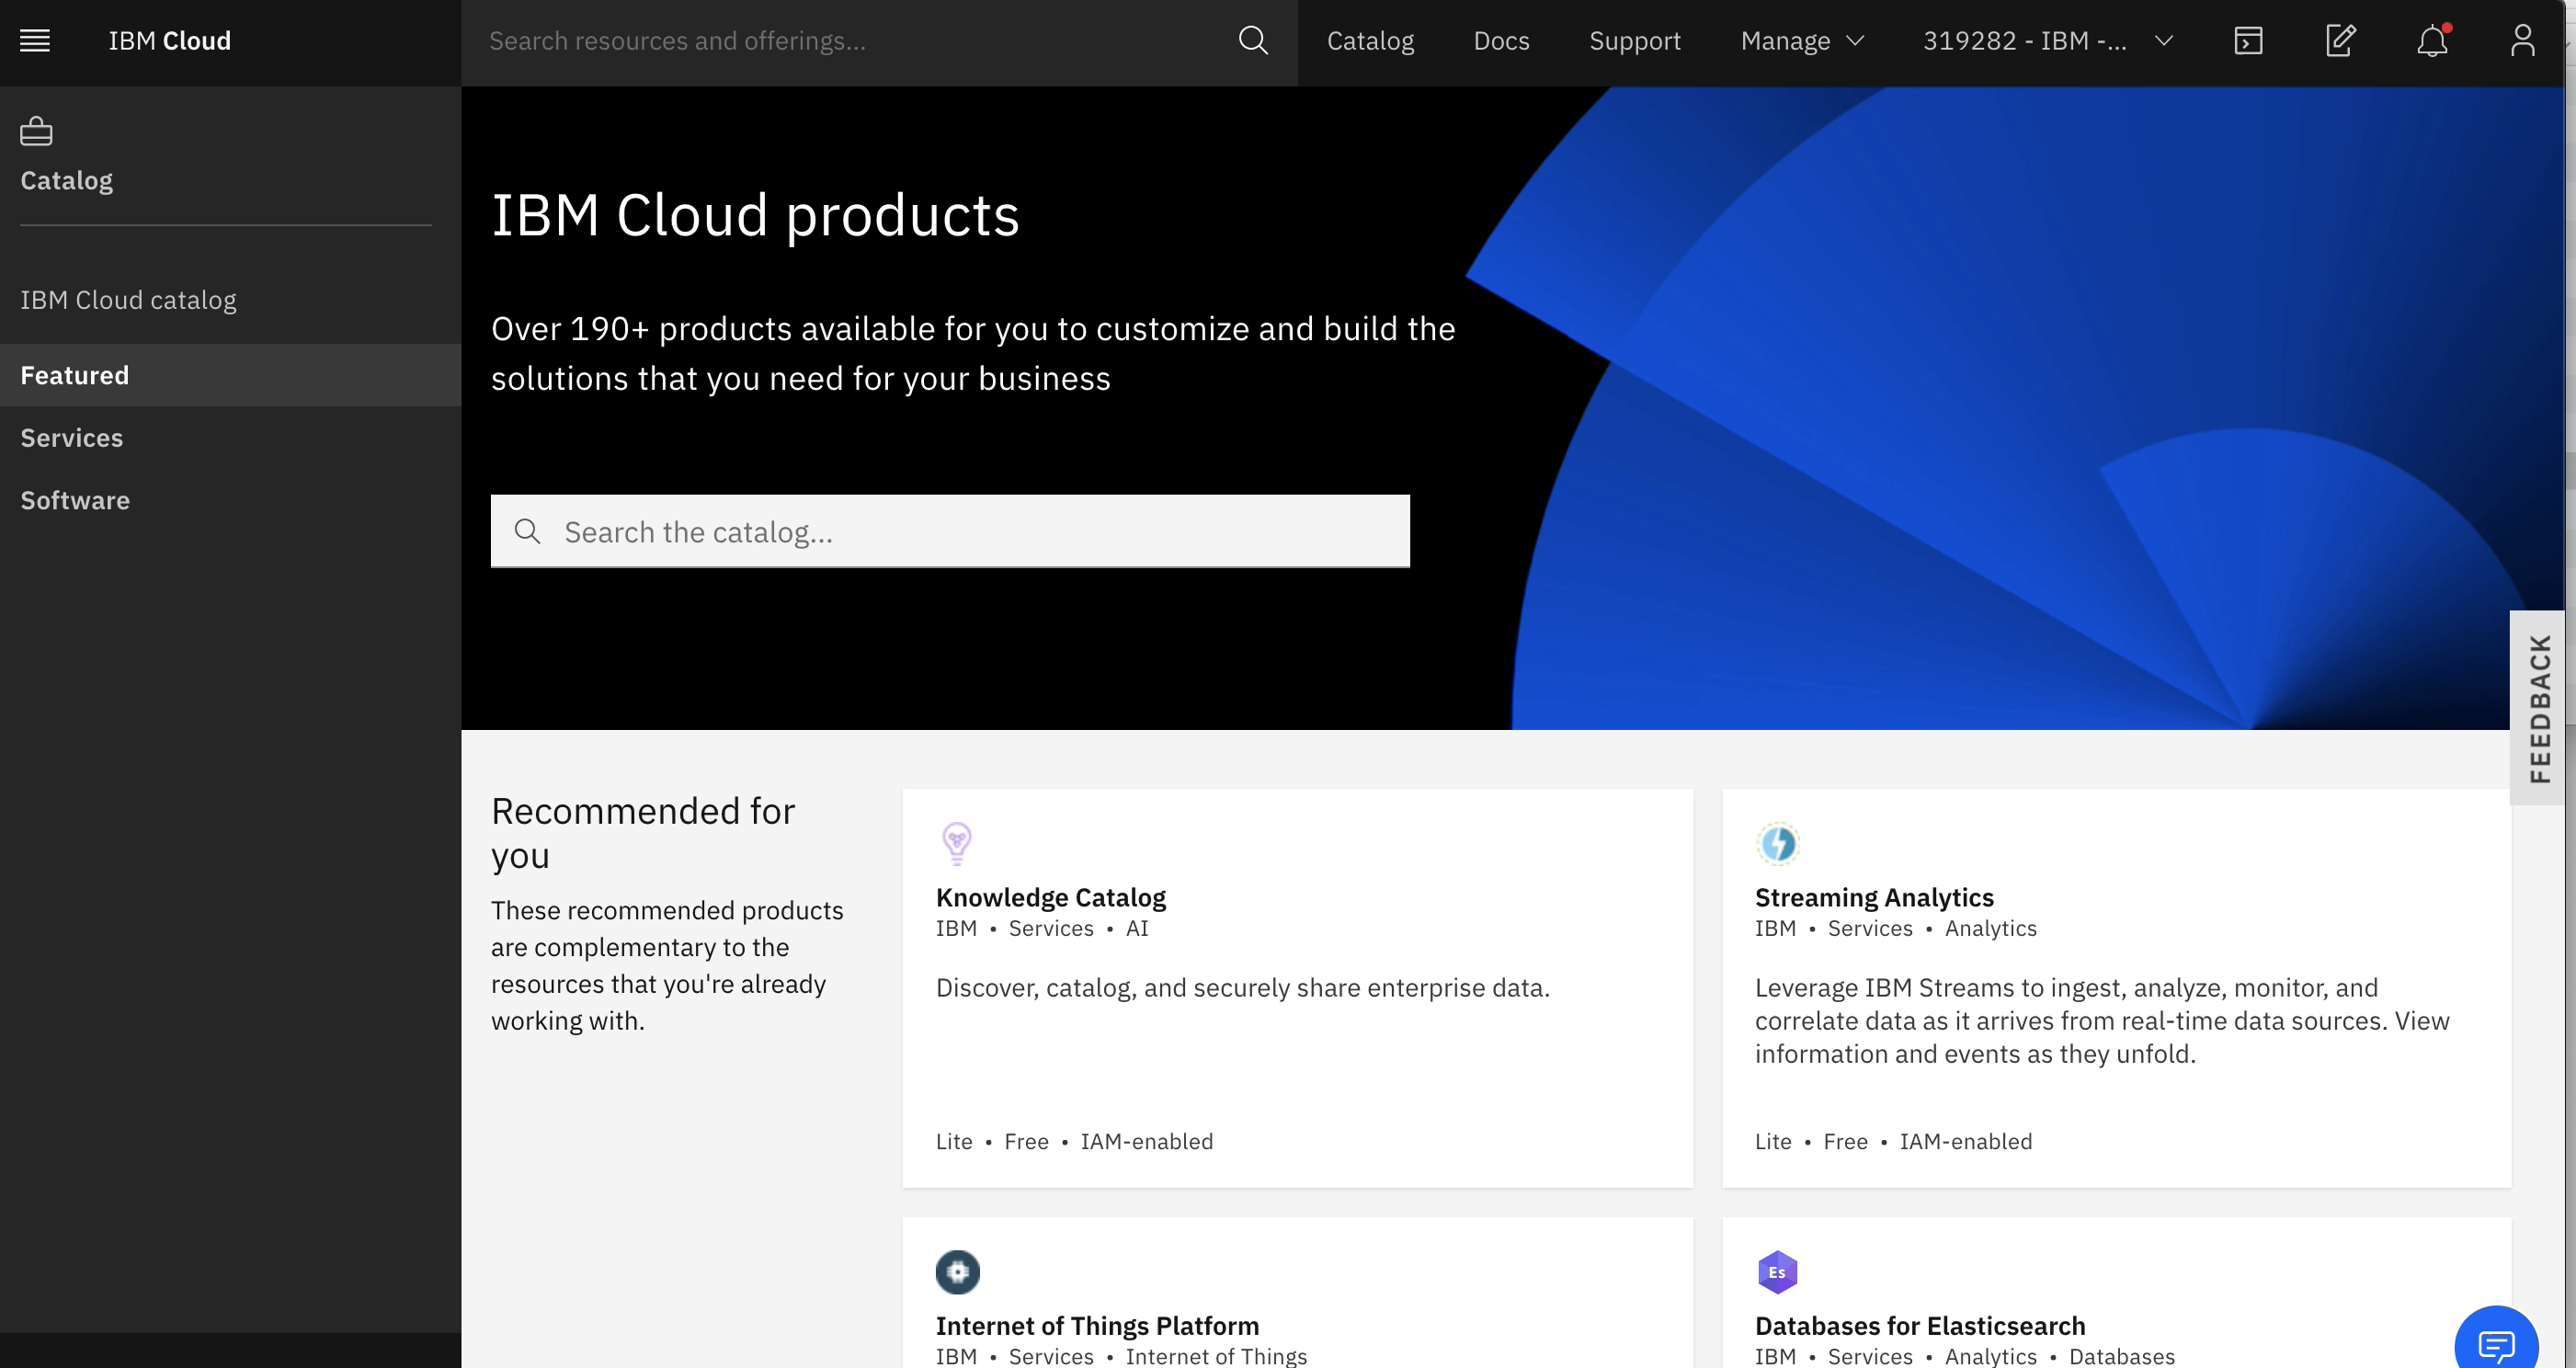 IBM Cloud
Search resources and offerings...
Catalog
Docs
Support
Manage
319282 - IBM -...
Catalog
IBM Cloud catalog
Featured
Services
Software
IBM Cloud products
Over 190+ products available for you to customize and build the
solutions that you need for your business
Search the catalog...
FEEDBACK
Recommended for
you
These recommended products
are complementary to the
resources that you're already
working with.
Knowledge Catalog
IBM • Services • AI
Discover, catalog, and securely share enterprise data.
Lite • Free • IAM-enabled
Streaming Analytics
IBM • Services • Analytics
Leverage IBM Streams to ingest, analyze, monitor, and
correlate data as it arrives from real-time data sources. View
information and events as they unfold.
Lite • Free • IAM-enabled
Internet of Things Platform
IBM • Services • Internet of Things
Es
Databases for Elasticsearch
IBM • Services • Analytics • Databases